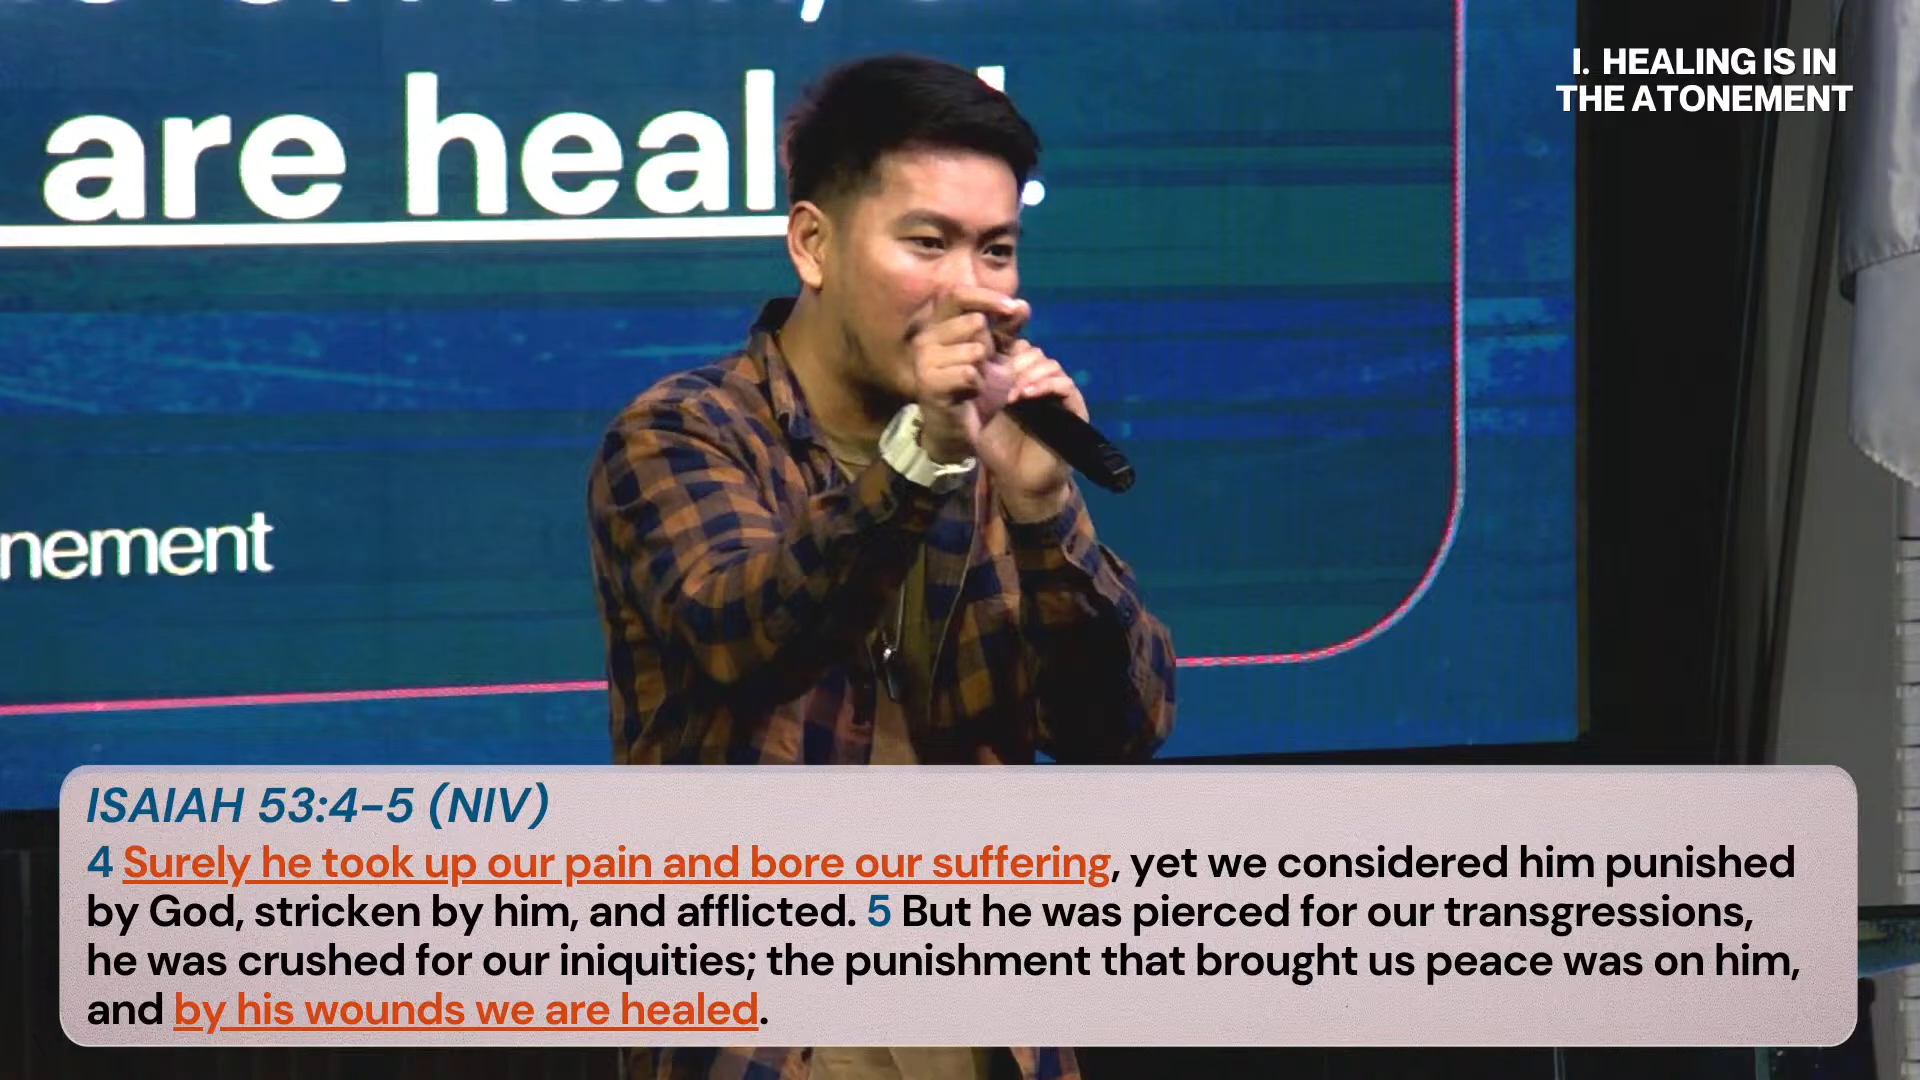 are heal
I. HEALING IS IN
THE ATONEMENT
nement
ISAIAH 53:4-5 (NIV)
4 Surely he took up our pain and bore our suffering, yet we considered him punished
by God, stricken by him, and afflicted. 5 But he was pierced for our transgressions,
he was crushed for our iniquities; the punishment that brought us peace was on him,
and by his wounds we are healed.